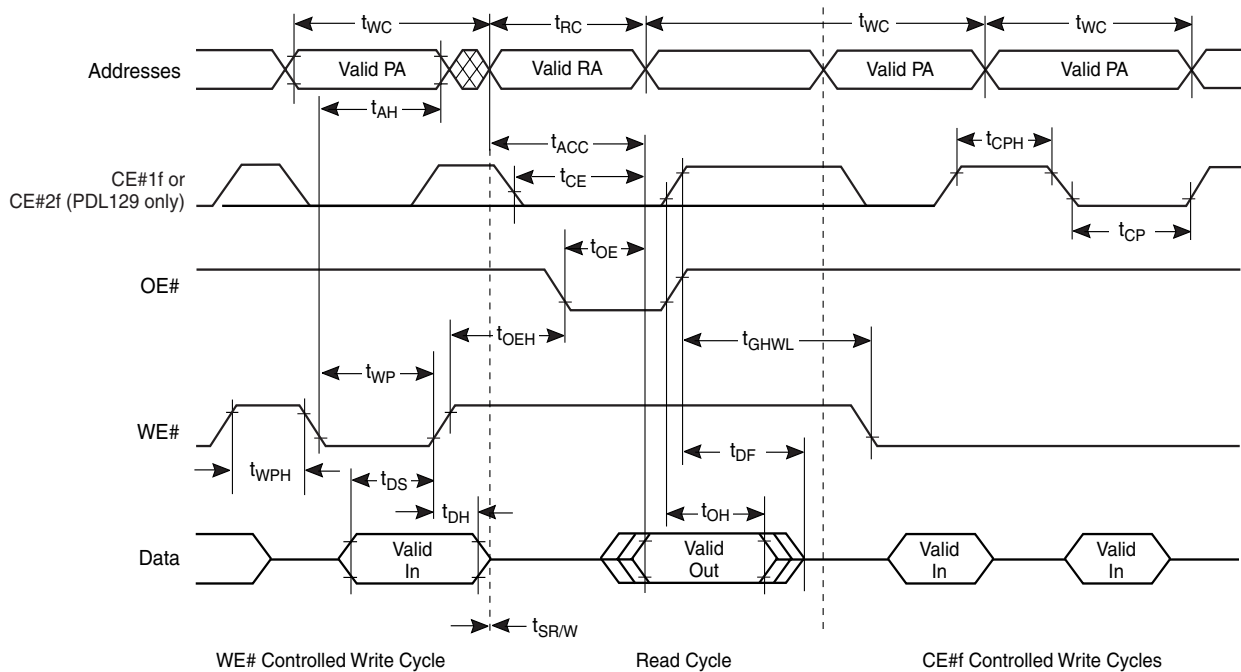 tWC tRC tWC tWC
Addresses Valid PA Valid RA Valid PA Valid PA
tAH
tACC tCPH
CE#1f or
CE#2f (PDL129 only)
tCE
tCP
tOE
OE#
tOEH tGHWL
tWP
WE#
tWPH tDS tDF
tDH tOH
Data Valid In Valid Out Valid In Valid In
tSR/W
WE# Controlled Write Cycle Read Cycle CE#f Controlled Write Cycles